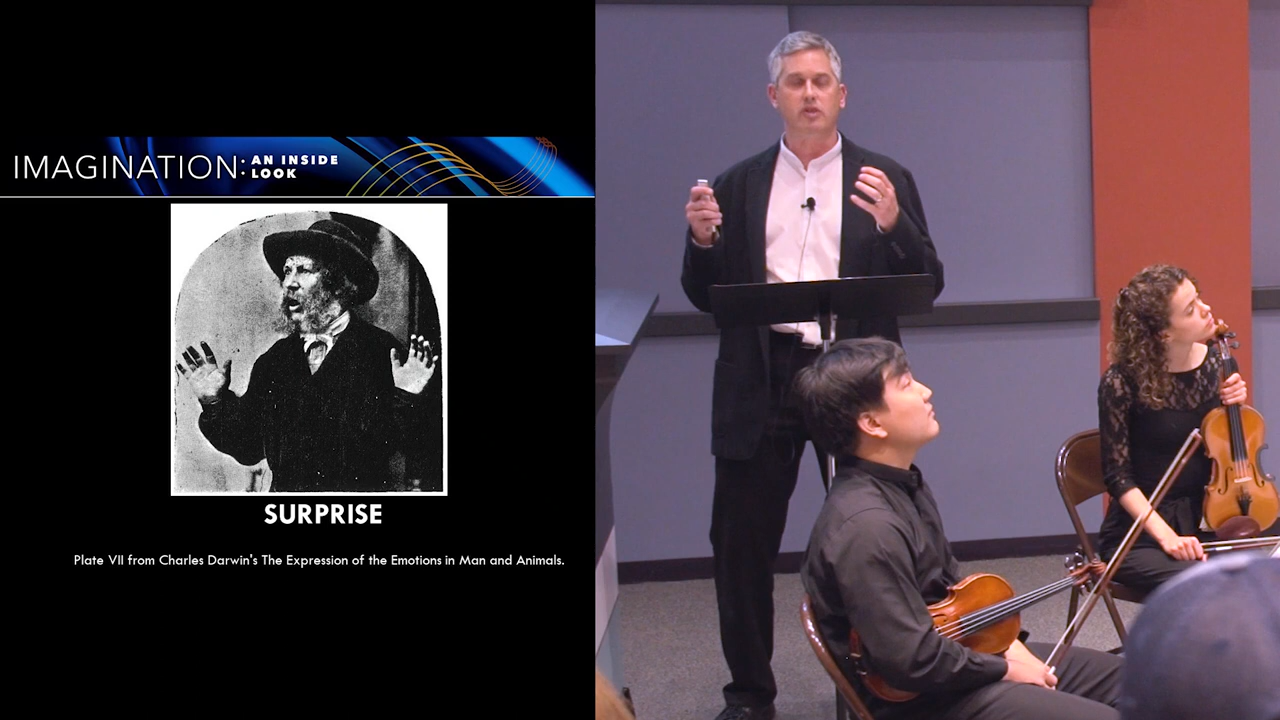 IMAGINATION: AN INSIDE
LOOK
SURPRISE
Plate VII from Charles Darwin's The Expression of the Emotions in Man and Animals.